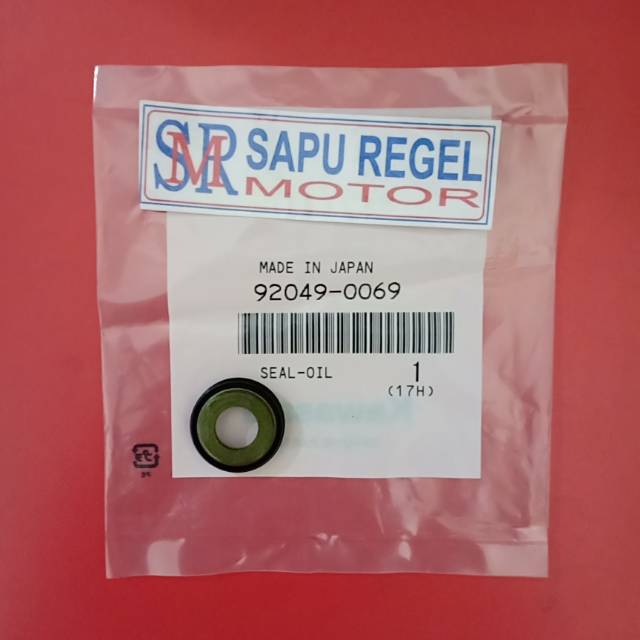 SMR SAPU REGEL
MOTOR
MADE IN JAPAN
92049-0069
SEAL-OIL 1
(17H)